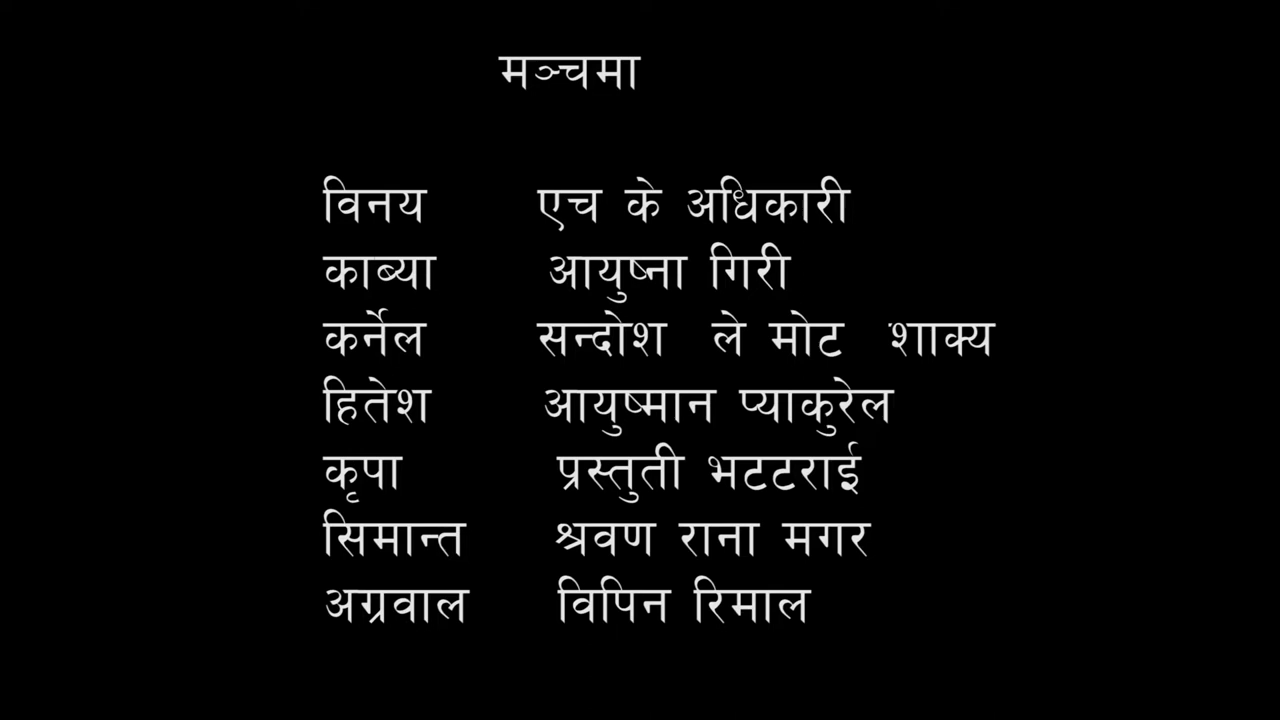 मञ्चमा
विनय एच के अधिकारी
काब्या आयुष्ना गिरी
कर्नेल सन्दोश ले मोट शाक्य
हितेश आयुष्मान प्याकुरेल
कृपा प्रस्तुती भटटराई
सिमान्त श्रवण राना मगर
अग्रवाल विपिन रिमाल